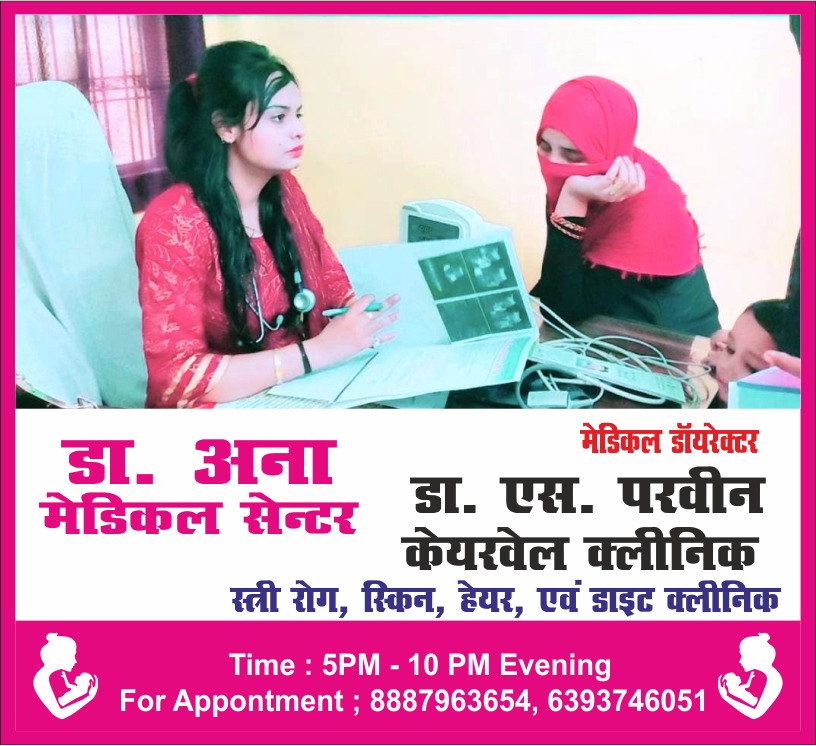 डा. अना
मेडिकल सेन्टर
मेडिकल डॉयरेक्टर
डा. एस. परवीन
केयरवेल क्लीनिक
स्त्री रोग, स्किन, हेयर, एवं डाइट क्लीनिक
Time : 5PM - 10 PM Evening
For Appontment ; 8887963654, 6393746051